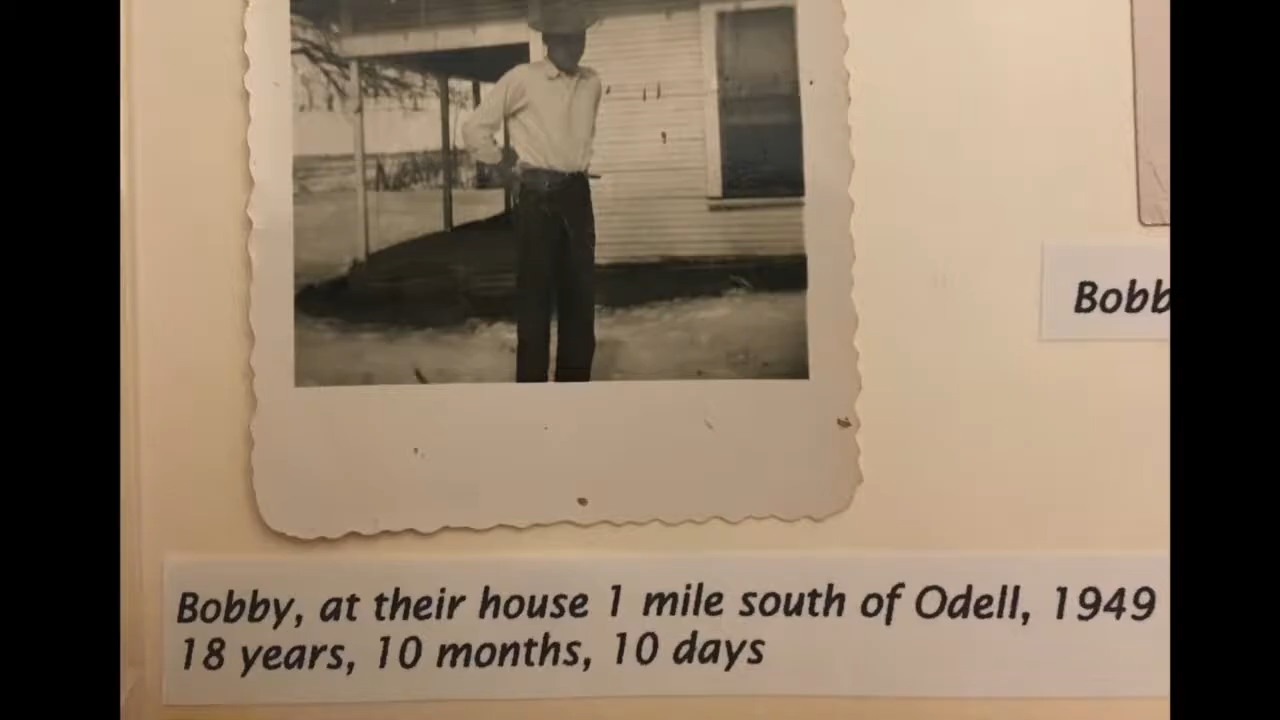 Bobb
Bobby, at their house 1 mile south of Odell, 1949
18 years, 10 months, 10 days